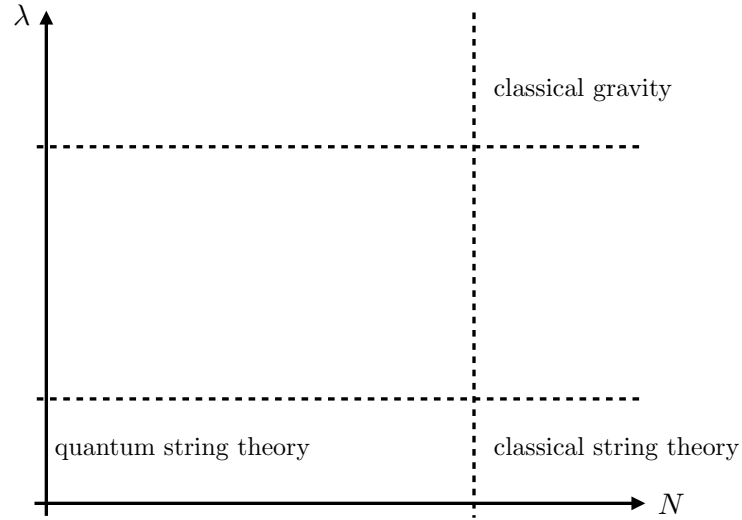 λ
classical gravity
quantum string theory
classical string theory
N